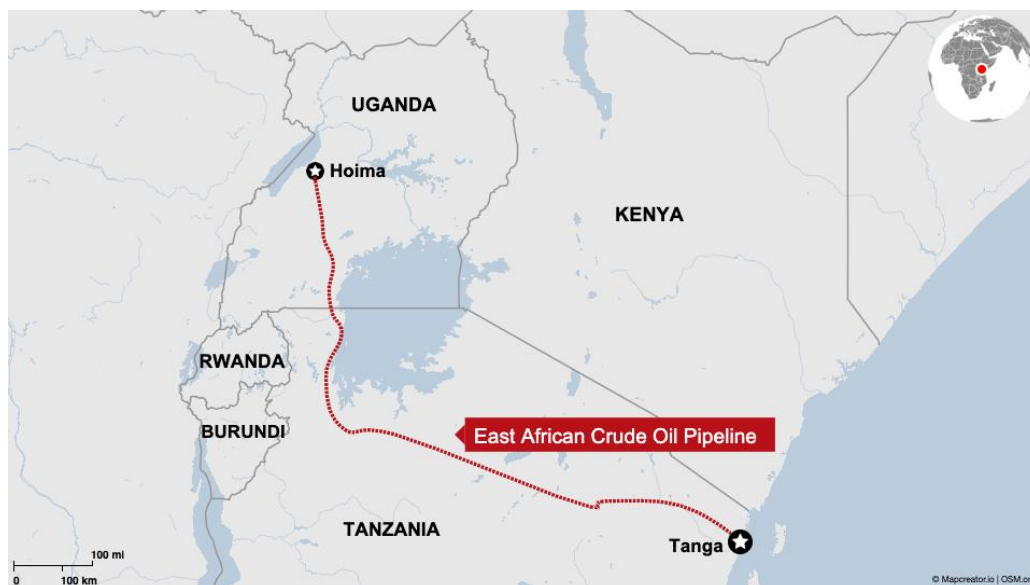 UGANDA
Hoima
KENYA
RWANDA
BURUNDI
East African Crude Oil Pipeline
TANZANIA
Tanga
100 mi
0 100 km
© Mapcreator.io | OSM.or